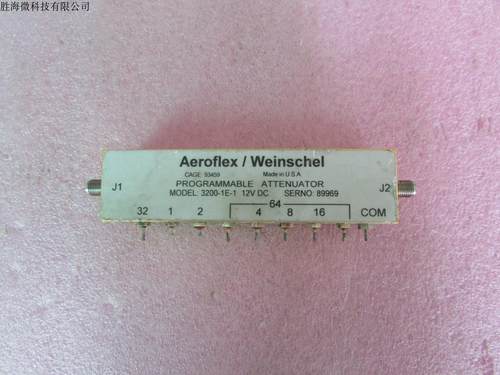 胜海微科技有限公司
Aeroflex / Weinschel
CAGE 93459 Made in U.S.A
PROGRAMMABLE ATTENUATOR
MODEL: 3200-1E-1 12V DC SERNO: 89969
J1 J2
64
32 1 2 4 8 16 COM